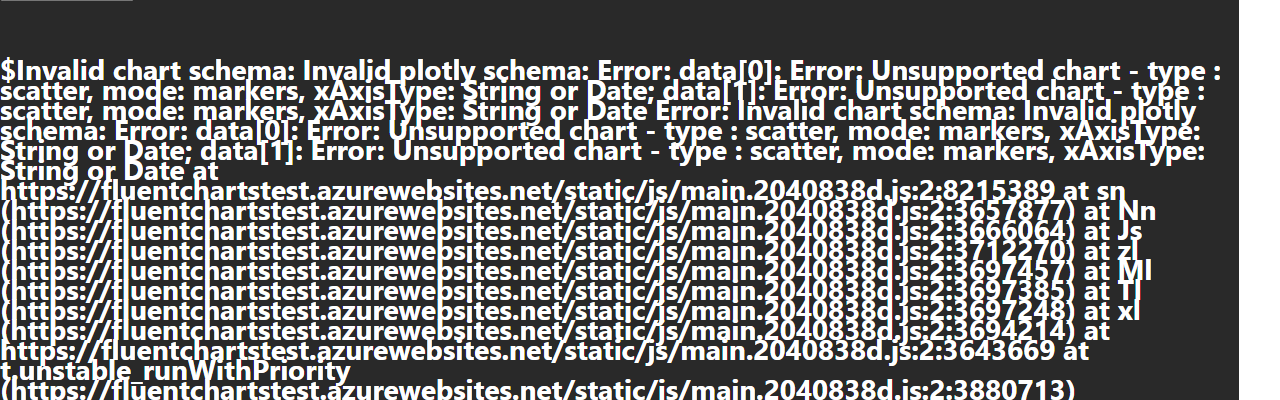 $Invalid chart schema: Invalid plotly schema: Error: data[0]: Error: Unsupported chart - type :
scatter, mode: markers, xAxisType: String or Date; data[1]: Error: Unsupported chart - type :
scatter, mode: markers, xAxisType: String or Date Error: Invalid chart schema: Invalid plotly
schema: Error: data[0]: Error: Unsupported chart - type : scatter, mode: markers, xAxisType:
String or Date; data[1]: Error: Unsupported chart - type : scatter, mode: markers, xAxisType:
String or Date at
https://fluentchartstest.azurewebsites.net/static/js/main.2040838d.js:2:8215389 at sn
(https://fluentchartstest.azurewebsites.net/static/js/main.2040838d.js:2:3657877) at Nn
(https://fluentchartstest.azurewebsites.net/static/js/main.2040838d.js:2:3666064) at Js
(https://fluentchartstest.azurewebsites.net/static/js/main.2040838d.js:2:3712270) at zl
(https://fluentchartstest.azurewebsites.net/static/js/main.2040838d.js:2:3697457) at Ml
(https://fluentchartstest.azurewebsites.net/static/js/main.2040838d.js:2:3697385) at Tl
(https://fluentchartstest.azurewebsites.net/static/js/main.2040838d.js:2:3697248) at xl
(https://fluentchartstest.azurewebsites.net/static/js/main.2040838d.js:2:3694214) at
https://fluentchartstest.azurewebsites.net/static/js/main.2040838d.js:2:3643669 at
t.unstable_runWithPriority
(https://fluentchartstest.azurewebsites.net/static/js/main.2040838d.js:2:3880713)